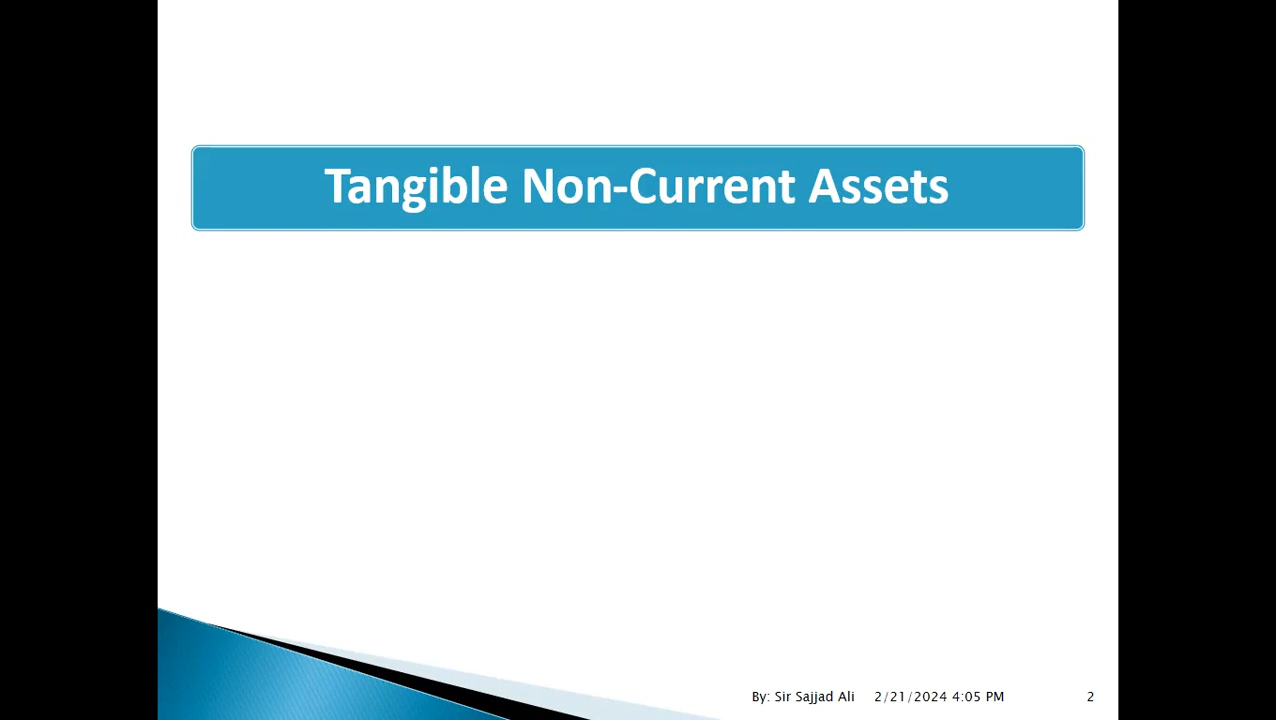 Tangible Non-Current Assets
By: Sir Sajjad Ali 2/21/2024 4:05 PM 2